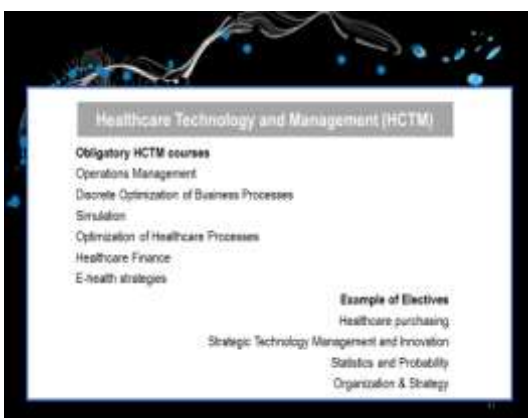 Healthcare Technology and Management (HCTM)
Obligatory HCTM courses
Operations Management
Discrete Optimization of Business Processes
Simulation
Optimization of Healthcare Processes
Healthcare Finance
E-health strategies
Example of Electives
Healthcare purchasing
Strategic Technology Management and Innovation
Statistics and Probability
Organization & Strategy